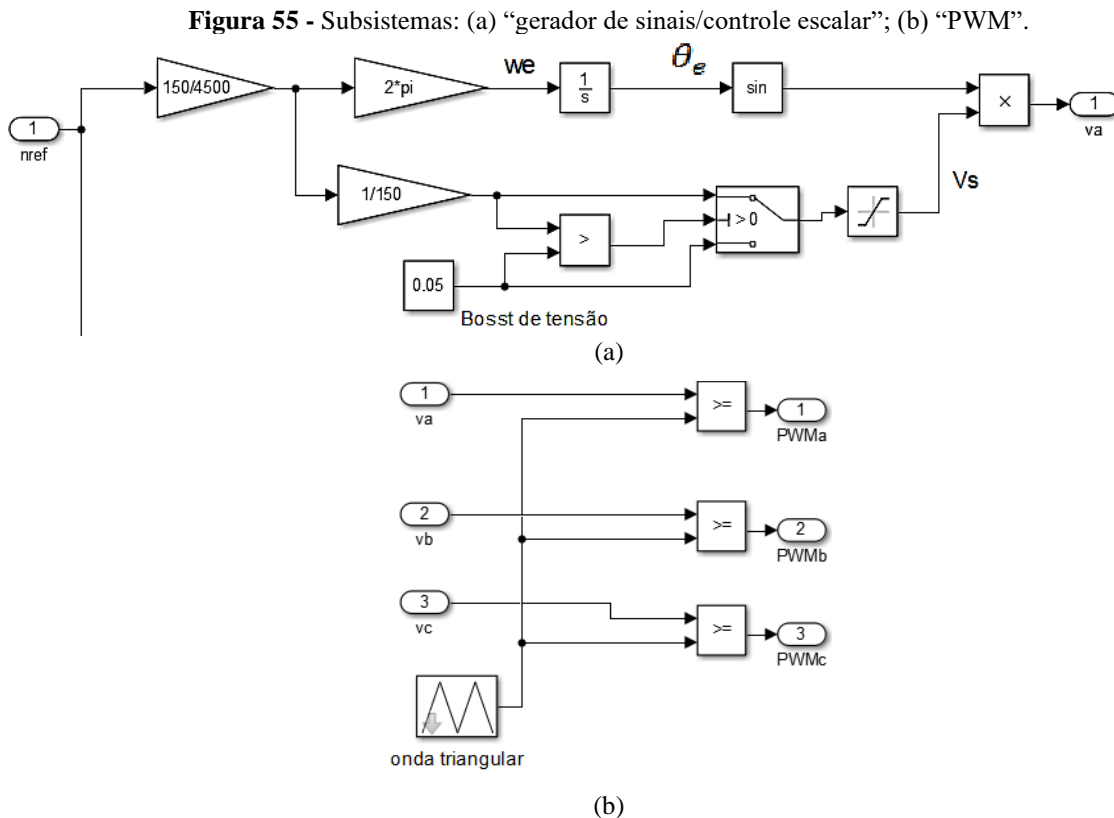 Figura 55 - Subsistemas: (a) “gerador de sinais/controle escalar”; (b) “PWM”.
1
nref
150/4500
2*pi
we
1/s
θe
sin
×
1
va
1/150
>
> 0
Vs
0.05
Bosst de tensão
(a)
1
va
>=
1
PWMa
2
vb
>=
2
PWMb
3
vc
>=
3
PWMc
onda triangular
(b)